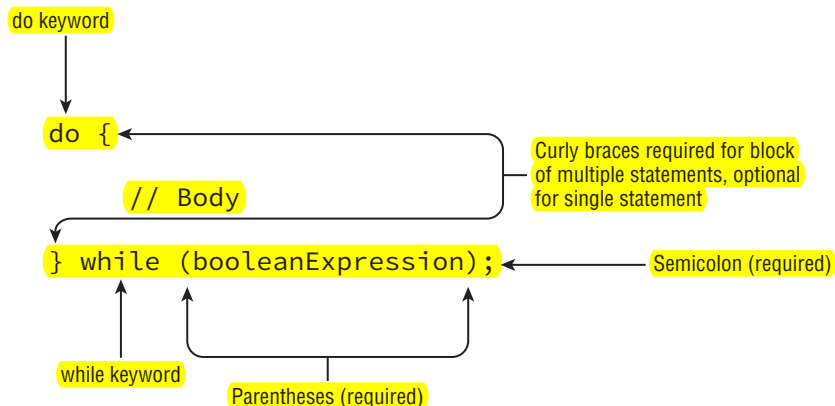 do keyword
do {
Curly braces required for block
of multiple statements, optional
for single statement
// Body
} while (booleanExpression);
Semicolon (required)
while keyword
Parentheses (required)